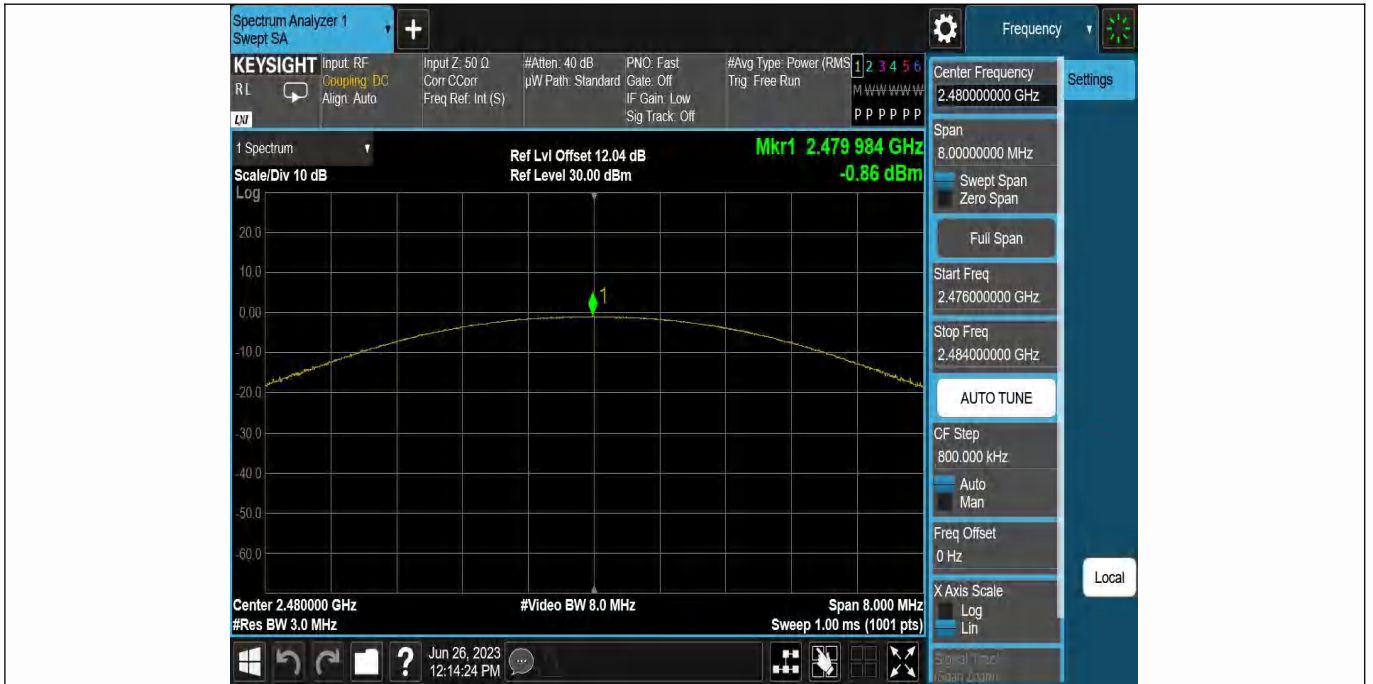 Spectrum Analyzer 1
Swept SA
+
Frequency
KEYSIGHT
RL
LXI
Input: RF
Coupling: DC
Align: Auto
Input Z: 50 Ω
Corr CCorr
Freq Ref: Int (S)
#Atten: 40 dB
µW Path: Standard
PNO: Fast
Gate: Off
IF Gain: Low
Sig Track: Off
#Avg Type: Power (RMS
Trig: Free Run
1 2 3 4 5 6
M W W W W W
P P P P P P
Center Frequency
2.480000000 GHz
Settings
Span
8.00000000 MHz
Swept Span
Zero Span
Full Span
Start Freq
2.476000000 GHz
Stop Freq
2.484000000 GHz
AUTO TUNE
CF Step
800.000 kHz
Auto
Man
Freq Offset
0 Hz
X Axis Scale
Log
Lin
Signal Track
(Span Zoom)
Local
1 Spectrum
Scale/Div 10 dB
Log
Ref Lvl Offset 12.04 dB
Ref Level 30.00 dBm
Mkr1 2.479 984 GHz
-0.86 dBm
20.0
10.0
1
0.00
-10.0
-20.0
-30.0
-40.0
-50.0
-60.0
Center 2.480000 GHz
#Video BW 8.0 MHz
Span 8.000 MHz
#Res BW 3.0 MHz
Sweep 1.00 ms (1001 pts)
?
Jun 26, 2023
12:14:24 PM